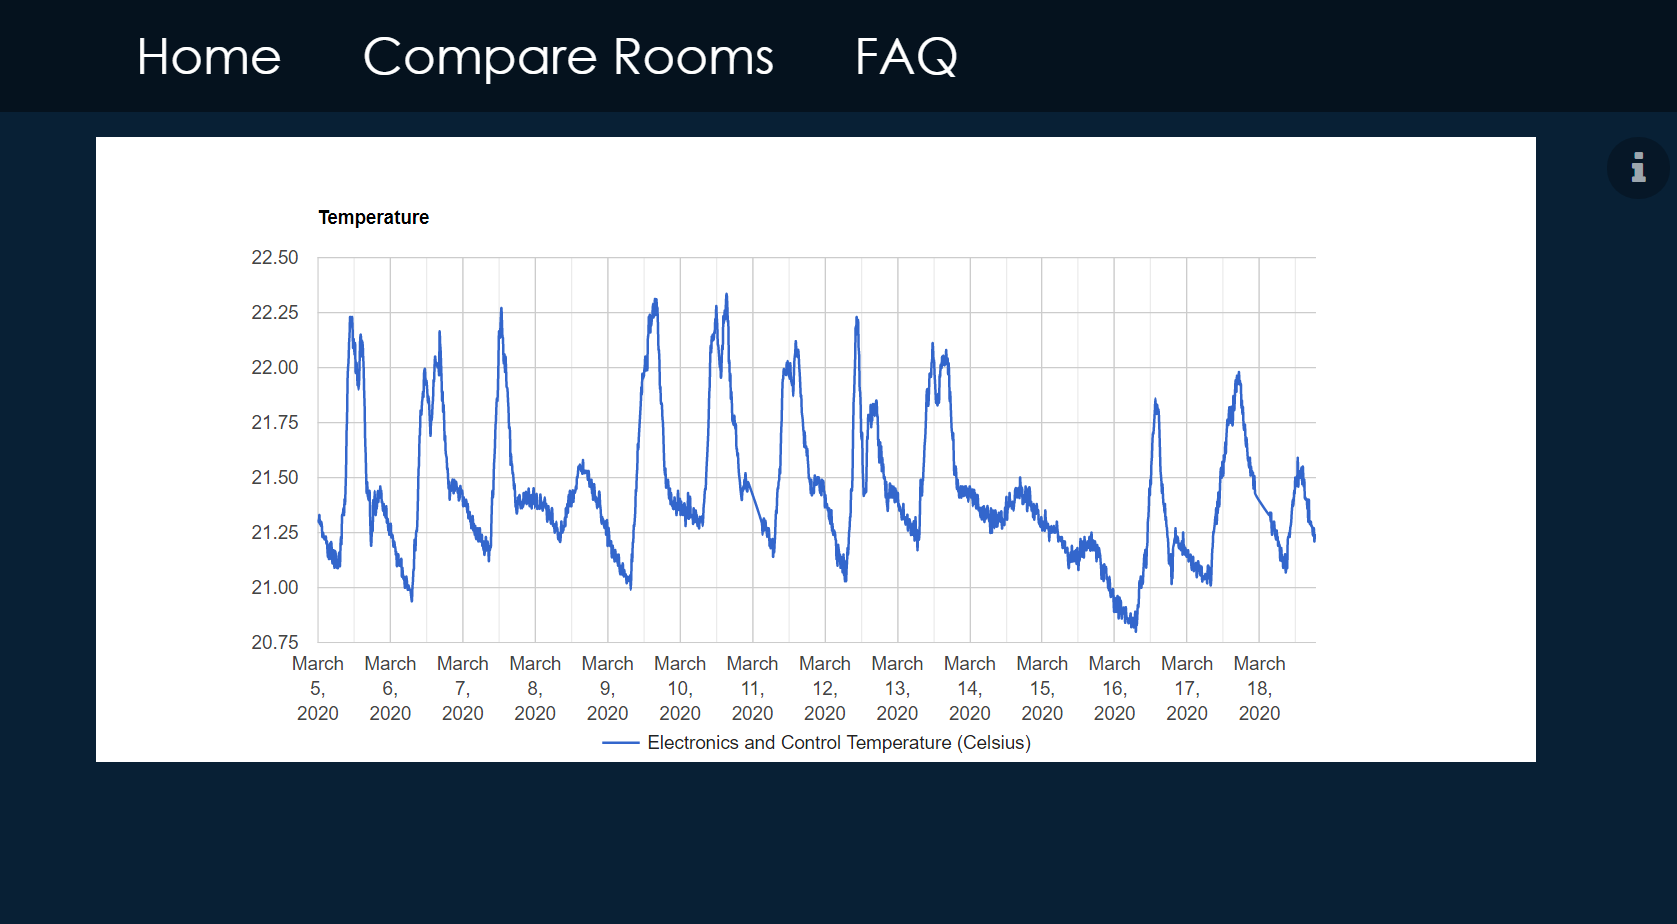 Home Compare Rooms FAQ
Temperature
22.50
22.25
22.00
21.75
21.50
21.25
21.00
20.75
March March March March March March March March March March March March March March
5, 6, 7, 8, 9, 10, 11, 12, 13, 14, 15, 16, 17, 18,
2020 2020 2020 2020 2020 2020 2020 2020 2020 2020 2020 2020 2020 2020
Electronics and Control Temperature (Celsius)